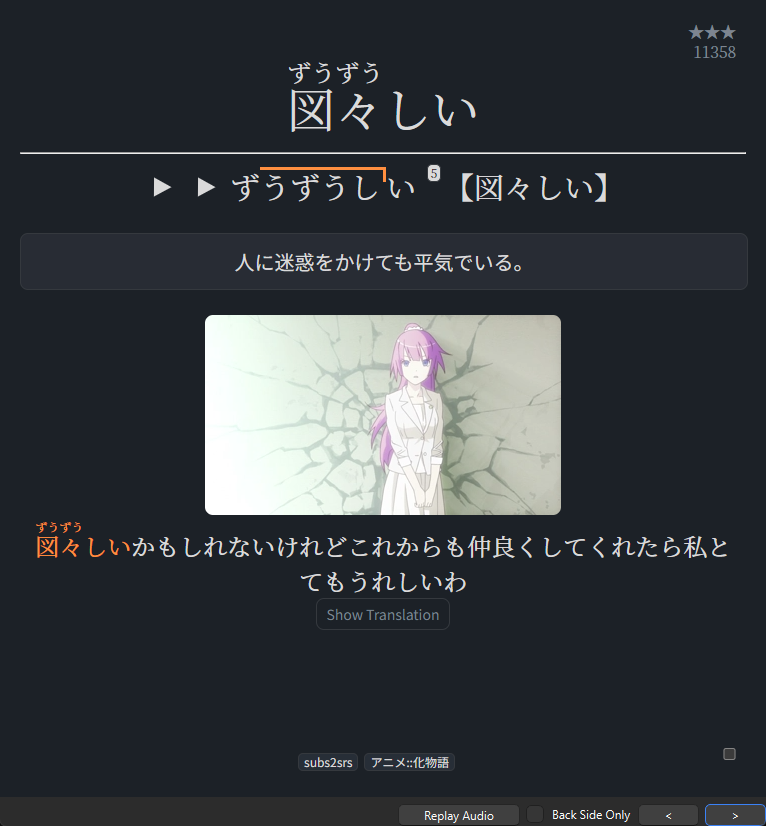 ★★★
11358
ずうずう
図々しい
▶ ▶ ずうずうしい 5 【図々しい】
人に迷惑をかけても平気でいる。
ずうずう
図々しいかもしれないけれどこれからも仲良くしてくれたら私と
てもうれしいわ
Show Translation
subs2srs アニメ::化物語
Replay Audio Back Side Only < >